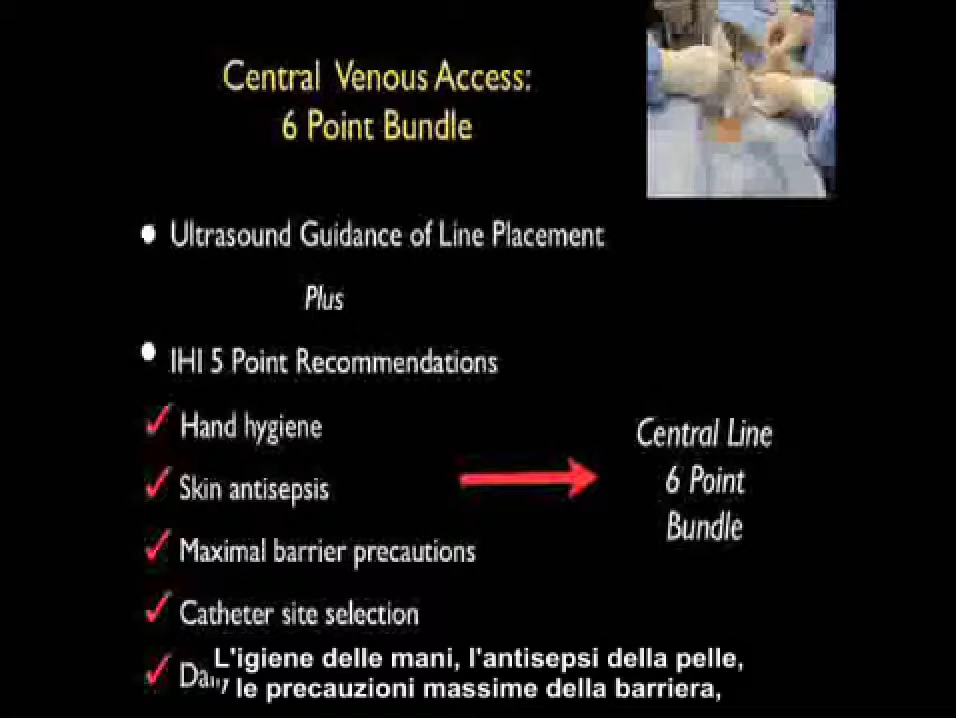 Central Venous Access:
6 Point Bundle
Ultrasound Guidance of Line Placement
Plus
IHI 5 Point Recommendations
Hand hygiene
Skin antisepsis
Maximal barrier precautions
Catheter site selection
Central Line
6 Point
Bundle
L'igiene delle mani, l'antisepsi della pelle,
le precauzioni massime della barriera,